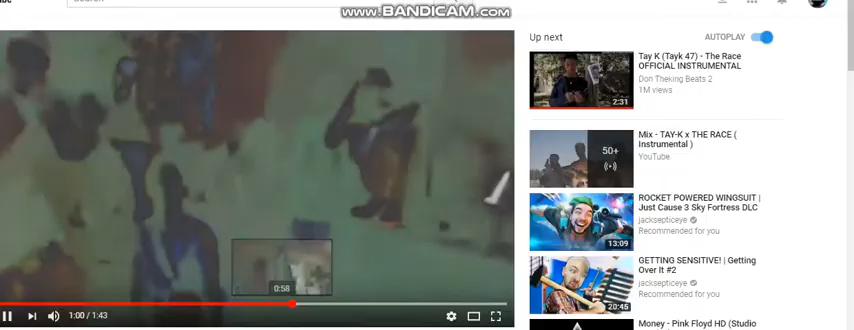 www.BANDICAM.com
Up next
AUTOPLAY
Tay K (Tayk 47) - The Race
OFFICIAL INSTRUMENTAL
Don Theking Beats 2
1M views
2:31
Mix - TAY-K x THE RACE (
Instrumental )
YouTube
50+
ROCKET POWERED WINGSUIT |
Just Cause 3 Sky Fortress DLC
jacksepticeye
Recommended for you
13:09
GETTING SENSITIVE! | Getting
Over It #2
jacksepticeye
Recommended for you
20:45
Money - Pink Floyd HD (Studio
0:58
1:00 / 1:43